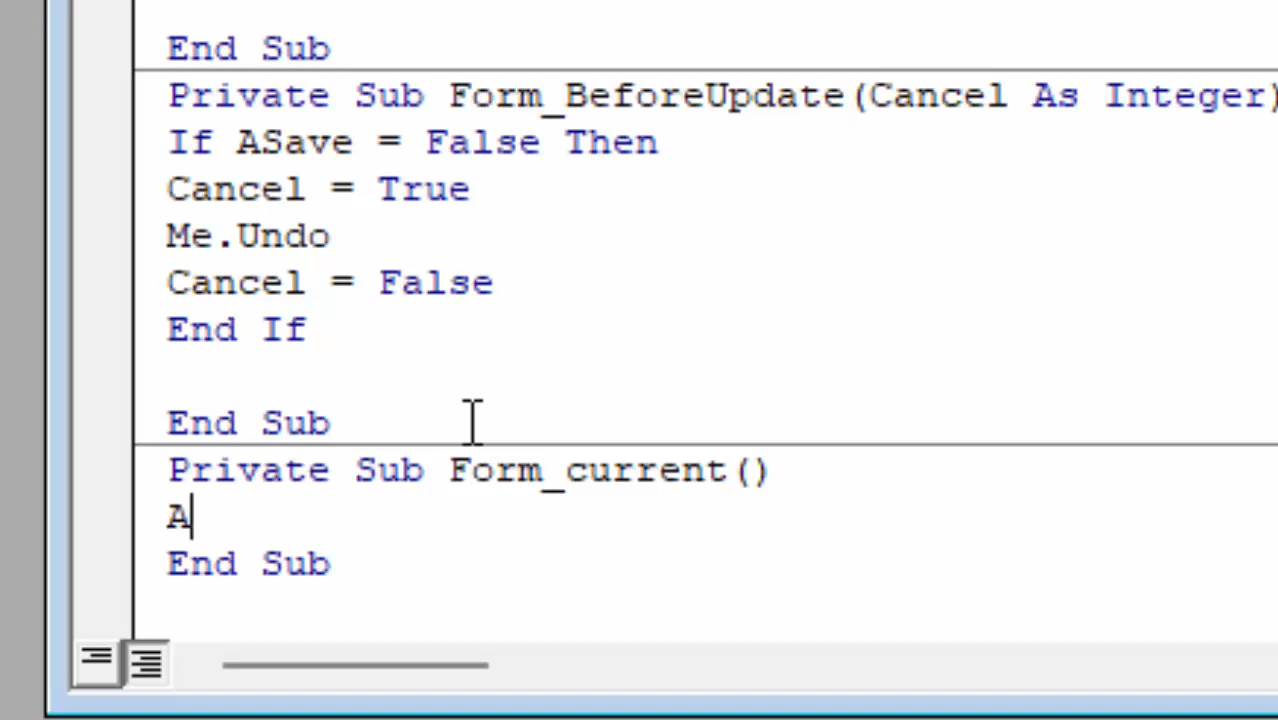 End Sub
Private Sub Form_BeforeUpdate(Cancel As Integer)
If ASave = False Then
Cancel = True
Me.Undo
Cancel = False
End If
End Sub
Private Sub Form_current()
A
End Sub